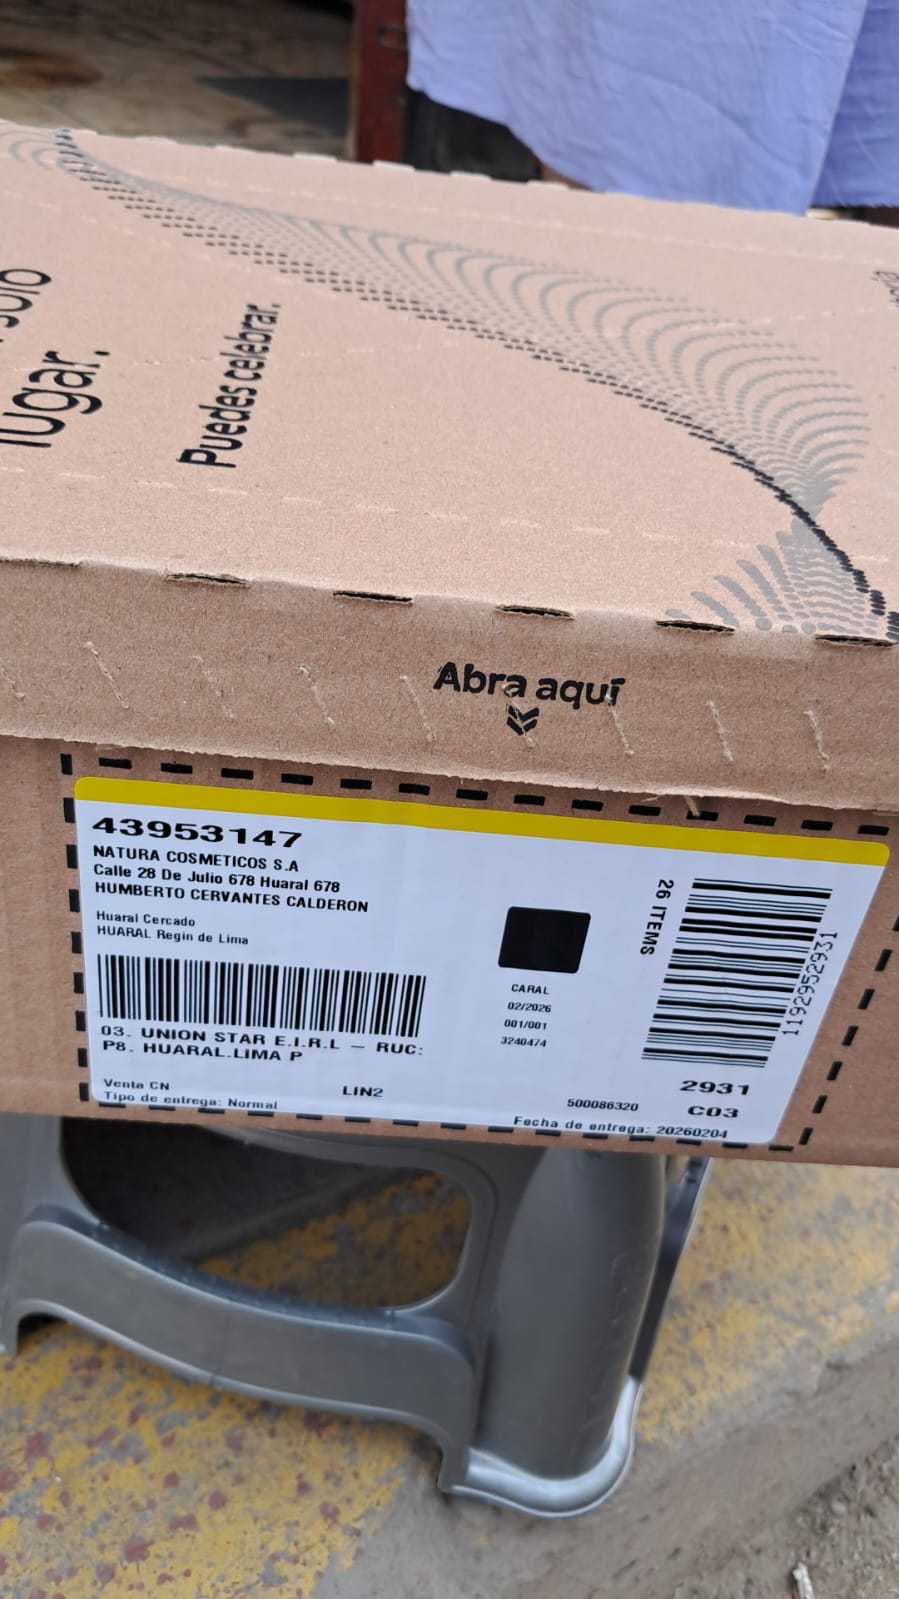 lugar.
Puedes celebrar.
Abra aquí
43953147
NATURA COSMETICOS S.A
Calle 28 De Julio 678 Huaral 678
HUMBERTO CERVANTES CALDERON
Huaral Cercado
HUARAL Regin de Lima
03. UNION STAR E.I.R.L — RUC:
P8. HUARAL.LIMA P
Venta CN
LIN2
Tipo de entrega: Normal
CARAL
02/2026
001/001
3240474
26 ITEMS
1192952931
2931
500086320
C03
Fecha de entrega: 20260204